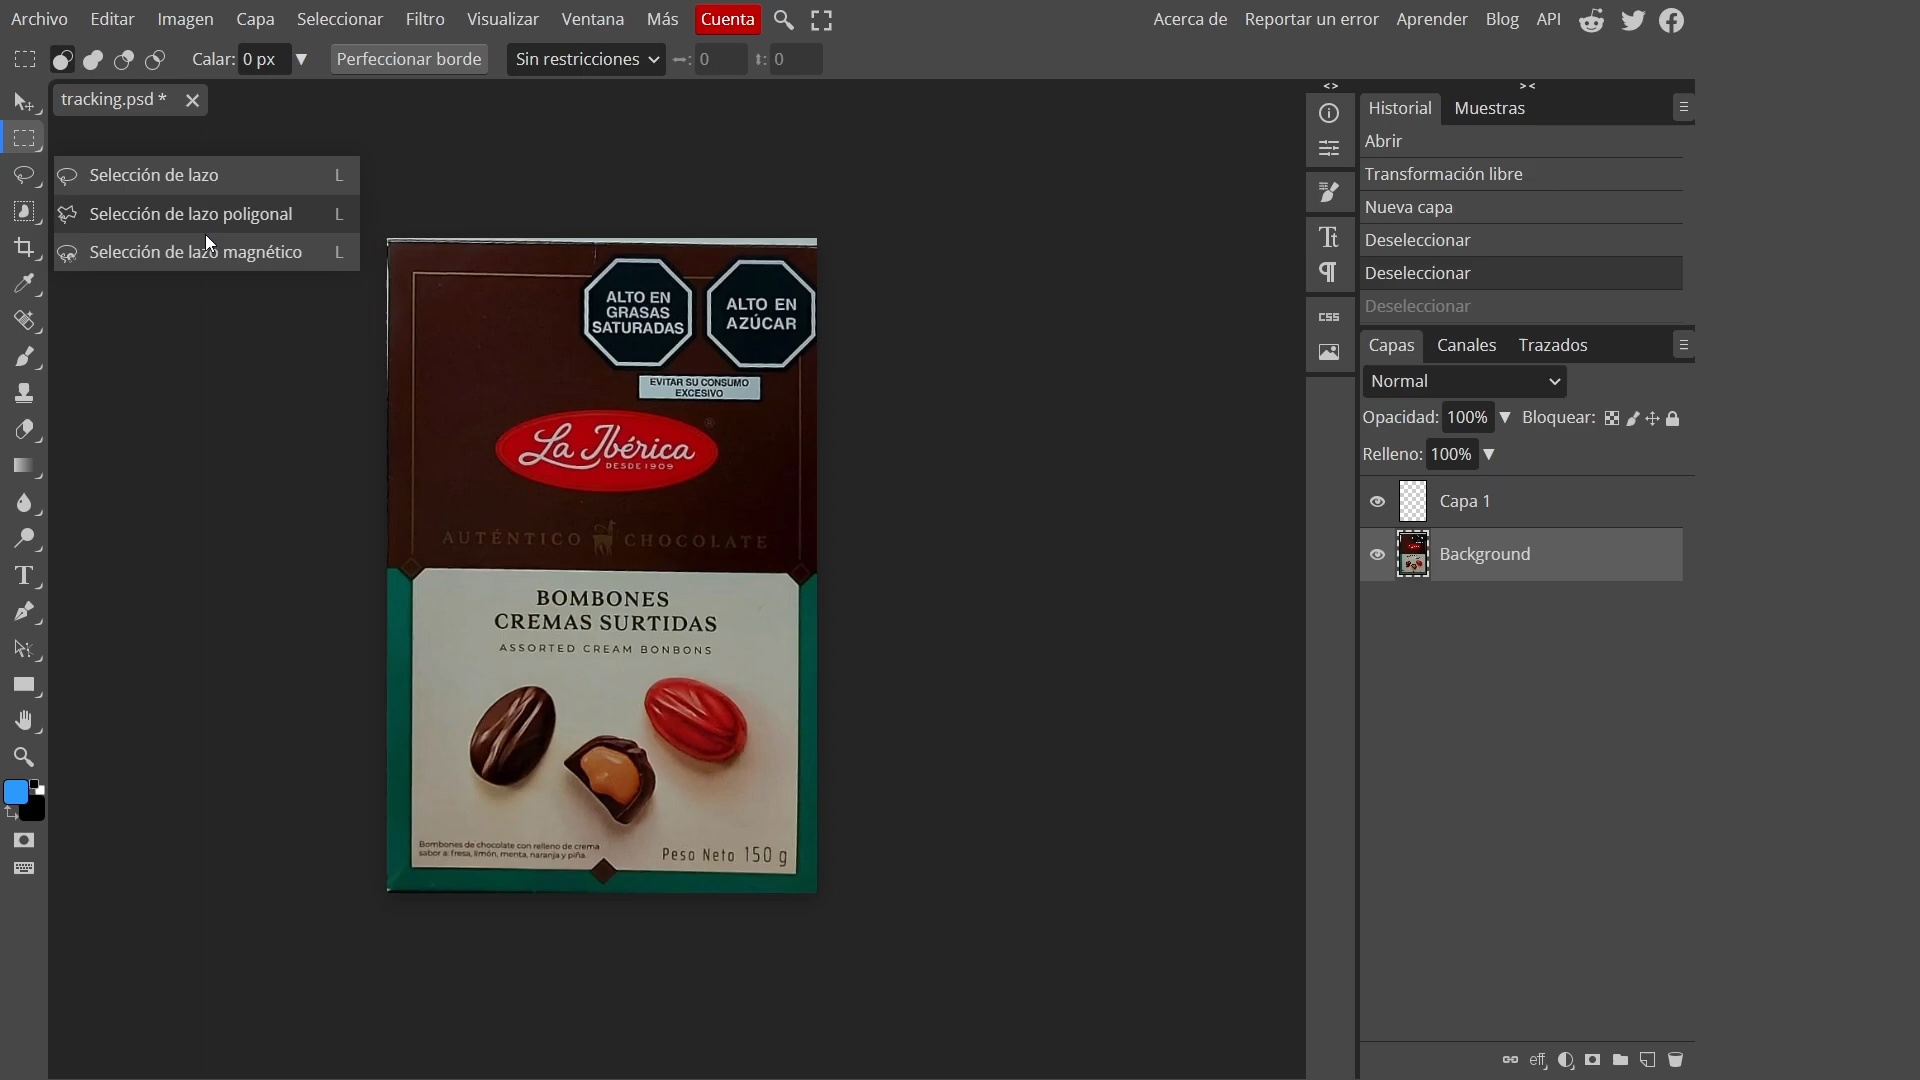 Archivo Editar Imagen Capa Seleccionar Filtro Visualizar Ventana Más Cuenta Acerca de Reportar un error Aprender Blog API
Calar: 0 px Perfeccionar borde Sin restricciones : 0 : 0
tracking.psd *
Selección de lazo L
Selección de lazo poligonal L
Selección de lazo magnético L
ALTO EN
GRASAS
SATURADAS
ALTO EN
AZÚCAR
EVITAR SU CONSUMO
EXCESIVO
La Ibérica ®
DESDE 1909
AUTÉNTICO CHOCOLATE
BOMBONES
CREMAS SURTIDAS
ASSORTED CREAM BONBONS
Bombones de chocolate con relleno de crema
sabor a: fresa, limón, menta, naranja y piña.
Peso Neto 150 g
CSS
Historial Muestras
Abrir
Transformación libre
Nueva capa
Deseleccionar
Deseleccionar
Deseleccionar
Capas Canales Trazados
Normal
Opacidad: 100% Bloquear:
Relleno: 100%
Capa 1
Background
eff